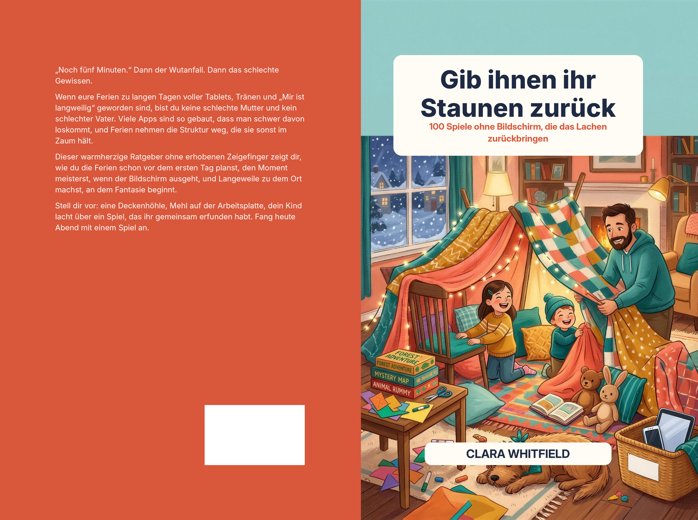 „Noch fünf Minuten.“ Dann der Wutanfall. Dann das schlechte
Gewissen.
Wenn eure Ferien zu langen Tagen voller Tablets, Tränen und „Mir ist
langweilig“ geworden sind, bist du keine schlechte Mutter und kein
schlechter Vater. Viele Apps sind so gebaut, dass man schwer davon
loskommt, und Ferien nehmen die Struktur weg, die sie sonst im
Zaum hält.
Dieser warmherzige Ratgeber ohne erhobenen Zeigefinger zeigt dir,
wie du die Ferien schon vor dem ersten Tag planst, den Moment
meisterst, wenn der Bildschirm ausgeht, und Langeweile zu dem Ort
machst, an dem Fantasie beginnt.
Stell dir vor: eine Deckenhöhle, Mehl auf der Arbeitsplatte, dein Kind
lacht über ein Spiel, das ihr gemeinsam erfunden habt. Fang heute
Abend mit einem Spiel an.
Gib ihnen ihr
Staunen zurück
100 Spiele ohne Bildschirm, die das Lachen
zurückbringen
FOREST
ADVENTURE
FOREST ADVENTURE
MYSTERY MAP
ANIMAL RUMMY
CLARA WHITFIELD